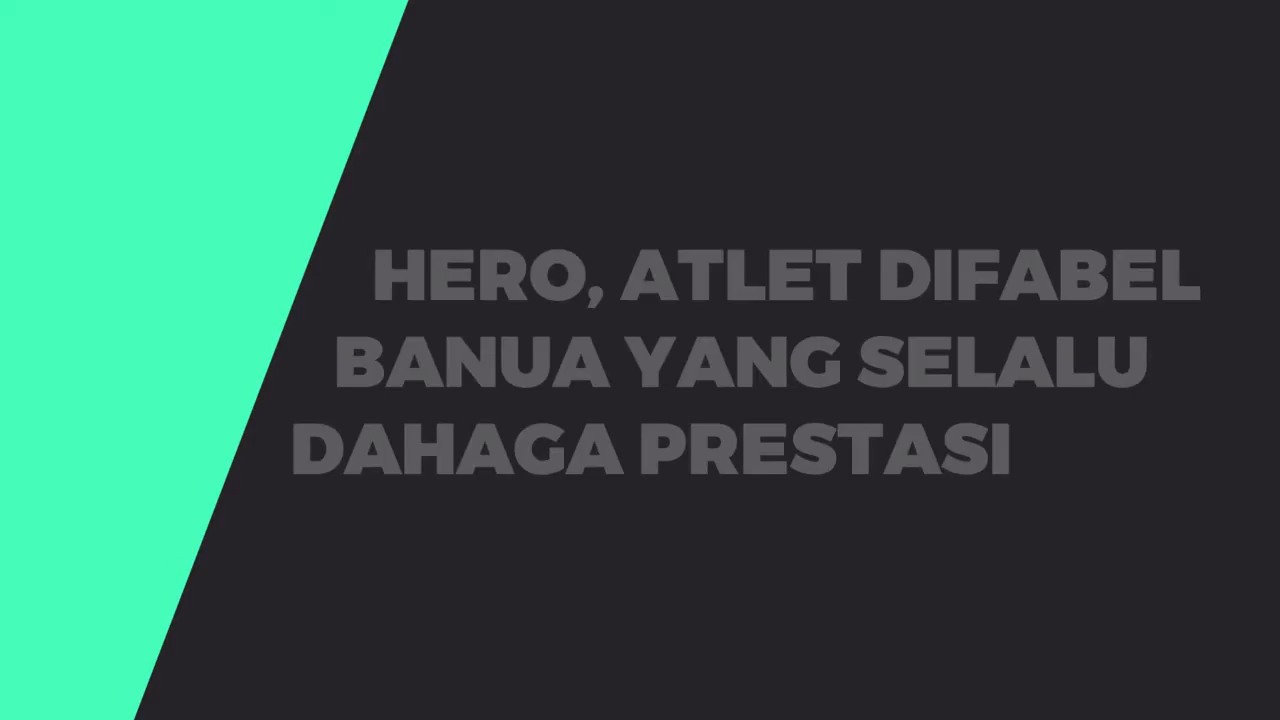 HERO, ATLET DIFABEL
BANUA YANG SELALU
DAHAGA PRESTASI